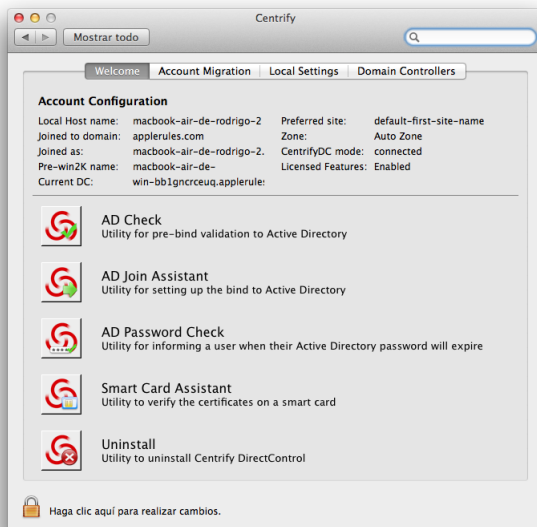 Centrify
Mostrar todo
Welcome Account Migration Local Settings Domain Controllers
Account Configuration
Local Host name: macbook-air-de-rodrigo-2 Preferred site: default-first-site-name
Joined to domain: applerules.com Zone: Auto Zone
Joined as: macbook-air-de-rodrigo-2. CentrifyDC mode: connected
Pre-win2K name: macbook-air-de- Licensed Features: Enabled
Current DC: win-bb1gncrceuq.applerule:
AD Check
Utility for pre-bind validation to Active Directory
AD Join Assistant
Utility for setting up the bind to Active Directory
AD Password Check
Utility for informing a user when their Active Directory password will expire
Smart Card Assistant
Utility to verify the certificates on a smart card
Uninstall
Utility to uninstall Centrify DirectControl
Haga clic aquí para realizar cambios.